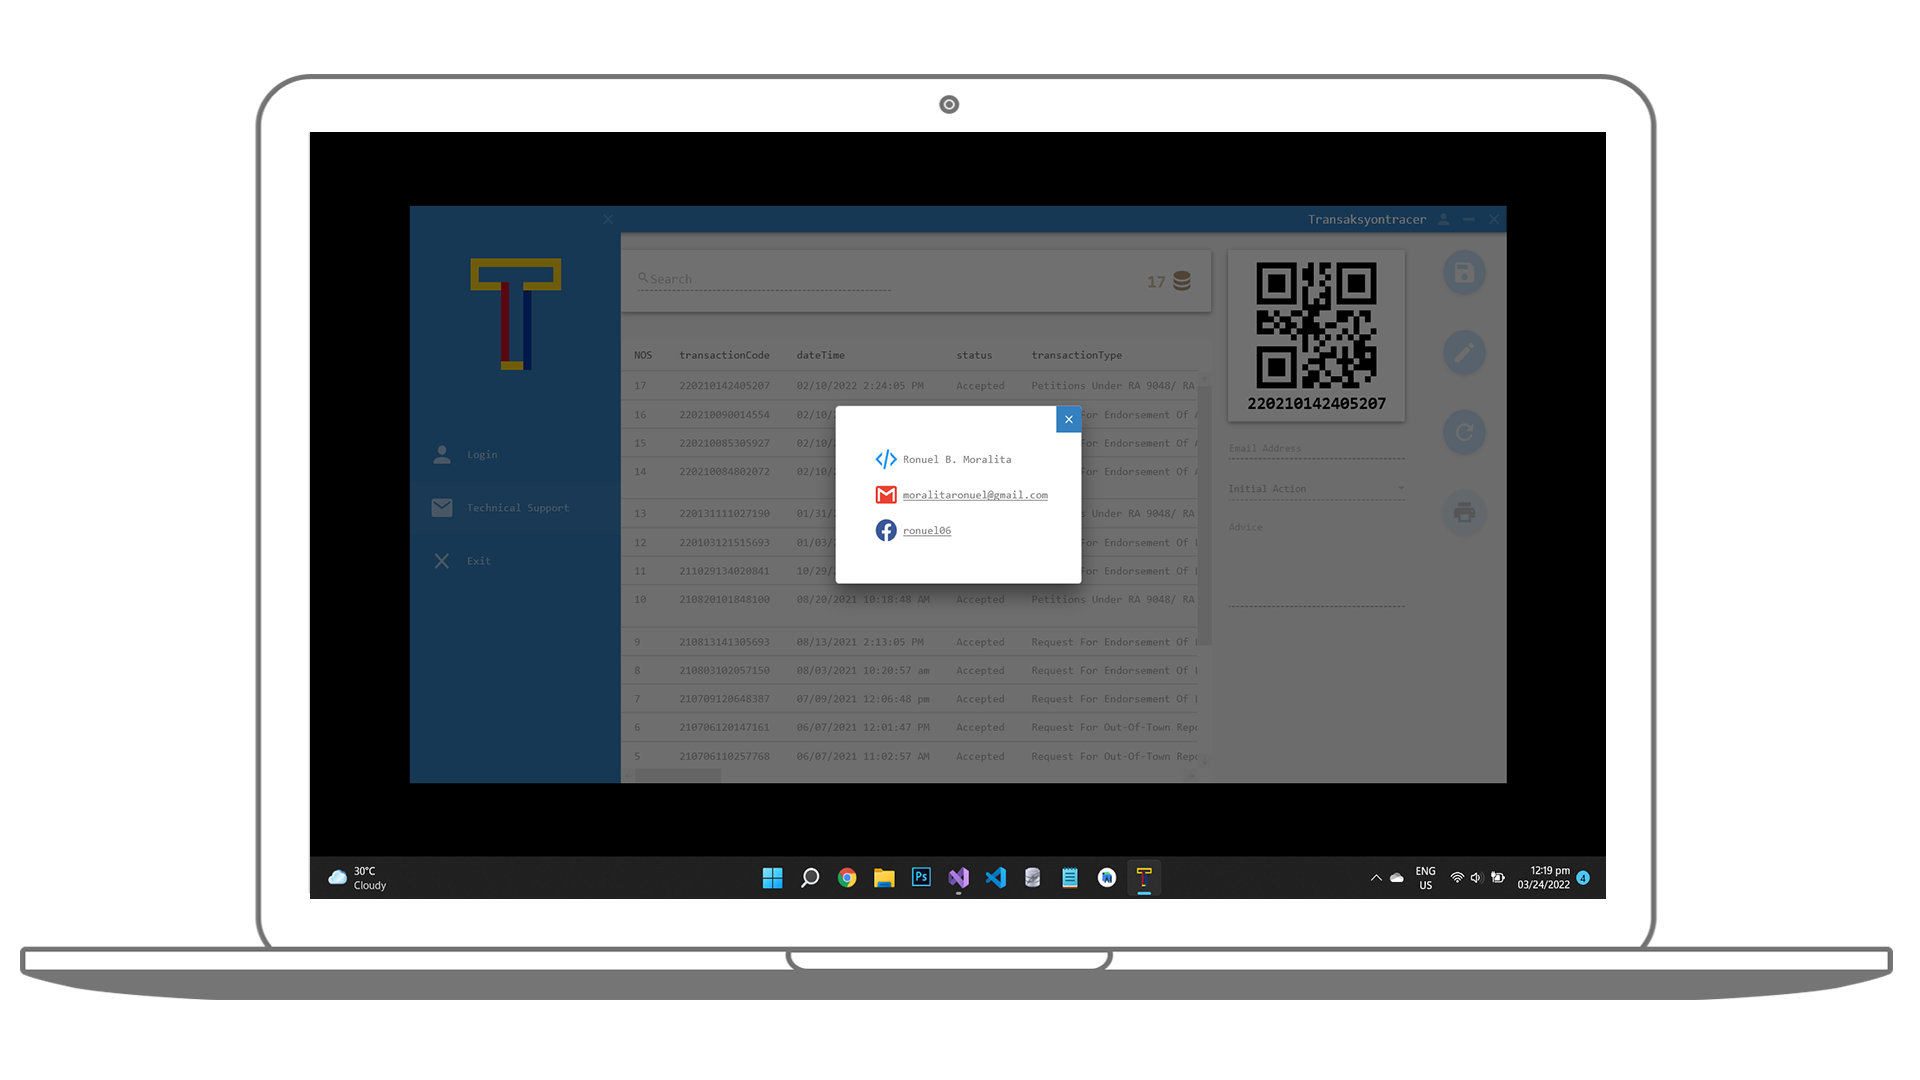 Transaksyontracer
Search
17
220210142405207
Login
Technical Support
Exit
NOS transactionCode dateTime status transactionType
17 220210142405207 02/10/2022 2:24:05 PM Accepted Petitions Under RA 9048/ RA
16 220210090014554 02/10/ For Endorsement Of
15 220210085305927 02/10/ For Endorsement Of
14 220210084802072 02/10/ For Endorsement Of
13 220131111027190 01/31/ Under RA 9048/ RA
12 220103121515693 01/03/ For Endorsement Of
11 211029134020841 10/29/ For Endorsement Of
10 210820101848100 08/20/2021 10:18:48 AM Accepted Petitions Under RA 9048/ RA
9 210813141305693 08/13/2021 2:13:05 PM Accepted Request For Endorsement Of
8 210803102057150 08/03/2021 10:20:57 am Accepted Request For Endorsement Of
7 210709120648387 07/09/2021 12:06:48 pm Accepted Request For Endorsement Of
6 210706120147161 06/07/2021 12:01:47 PM Accepted Request For Out-Of-Town Repo
5 210706110257768 06/07/2021 11:02:57 AM Accepted Request For Out-Of-Town Repo
Email Address
Initial Action
Advice
Ronuel B. Moralita
moralitaronuel@gmail.com
ronuel06
30°C
Cloudy
Ps
ENG
US
12:19 pm
03/24/2022
4